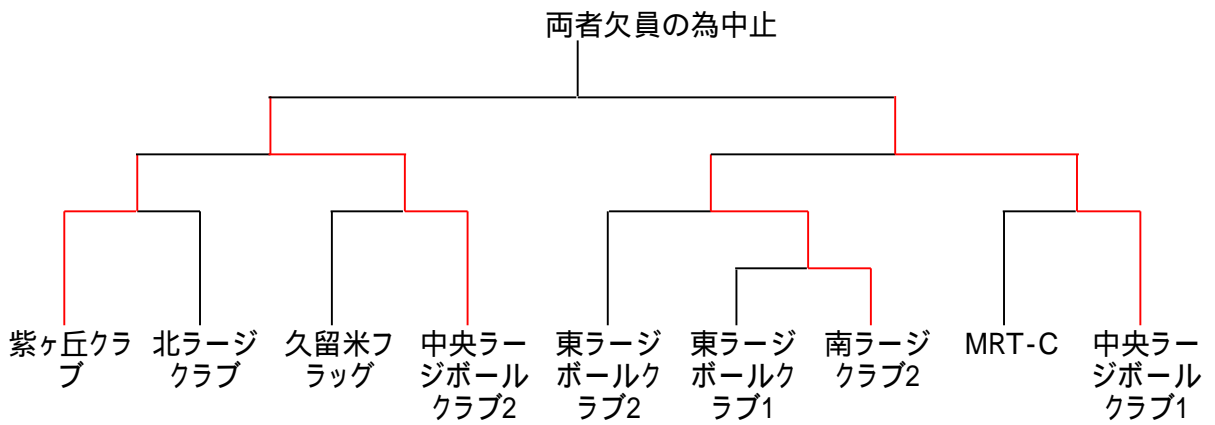 両者欠員の為中止
紫ヶ丘クラ
ブ
北ラージ
クラブ
久留米フ
ラッグ
中央ラー
ジボール
クラブ2
東ラージ
ボールク
ラブ2
東ラージ
ボールク
ラブ1
南ラージ
クラブ2
MRT-C
中央ラー
ジボール
クラブ1